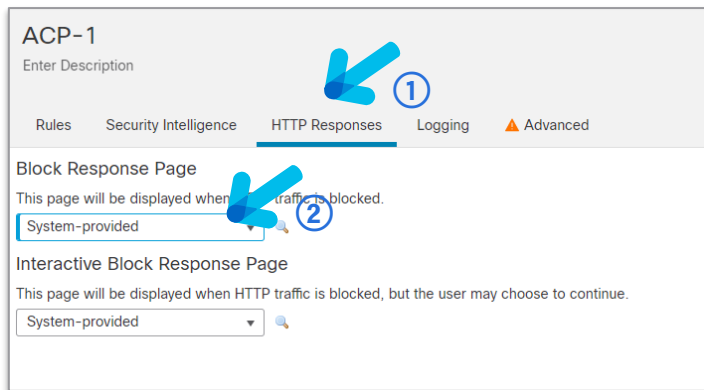 ACP-1
Enter Description
①
Rules Security Intelligence HTTP Responses Logging Advanced
Block Response Page
This page will be displayed when traffic is blocked.
System-provided ②
Interactive Block Response Page
This page will be displayed when HTTP traffic is blocked, but the user may choose to continue.
System-provided